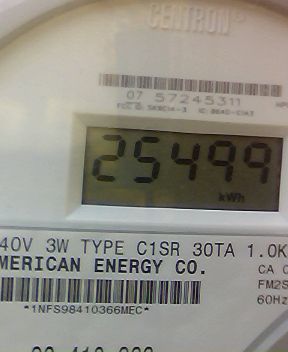 CENTRON®
07 57245311
25499
kWh
40V 3W TYPE C1SR 30TA 1.0K
MERICAN ENERGY CO.
CA 
FM2S
60Hz
*1NFS98410366MEC*